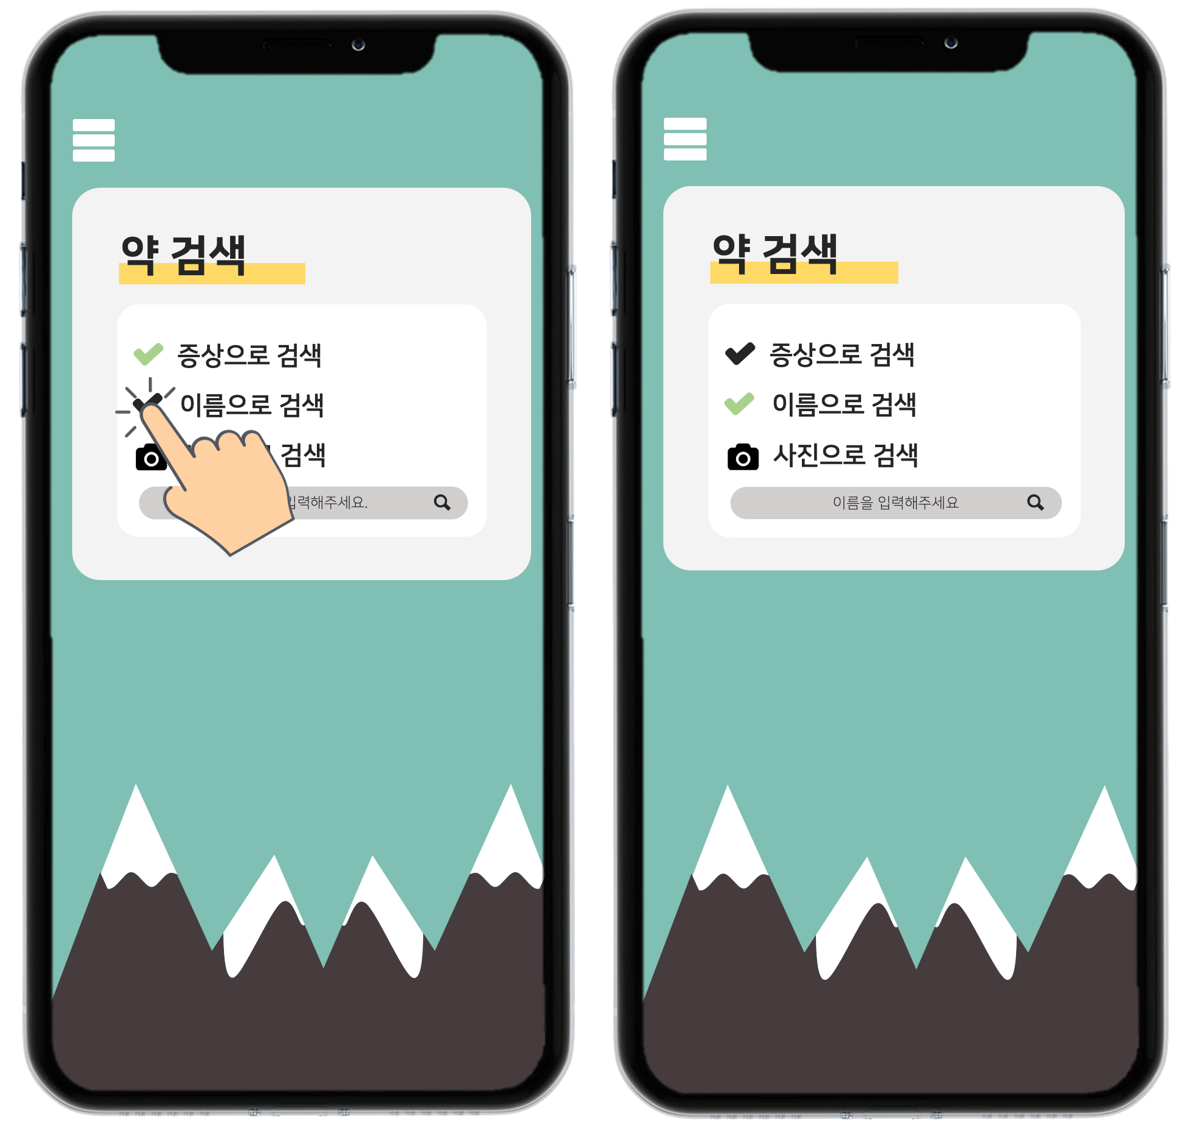 약 검색
증상으로 검색
이름으로 검색
검색
입력해주세요.
약 검색
증상으로 검색
이름으로 검색
사진으로 검색
이름을 입력해주세요